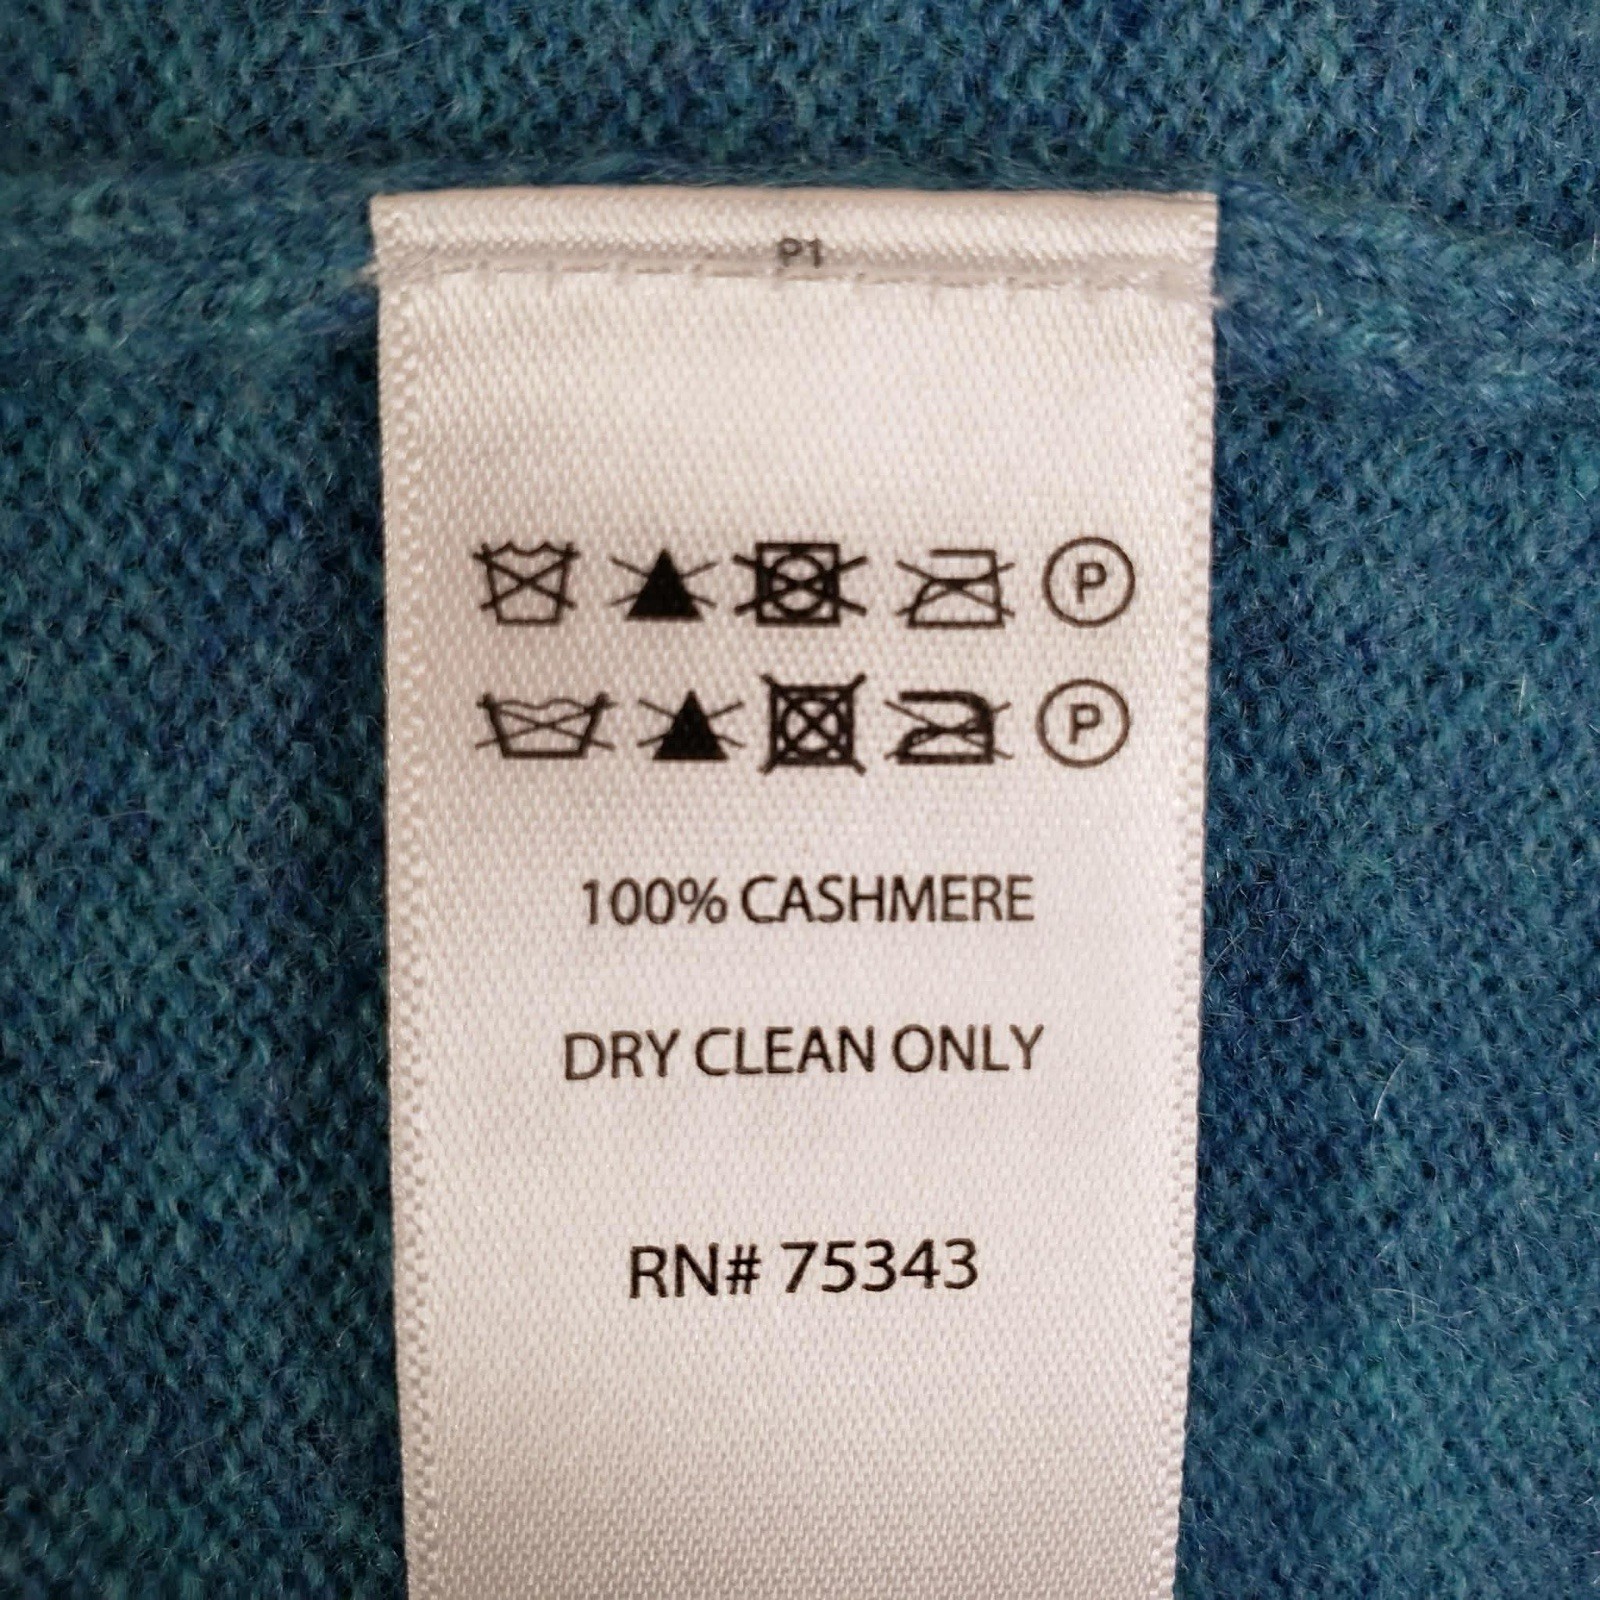 P1
P
P
100% CASHMERE
DRY CLEAN ONLY
RN# 75343